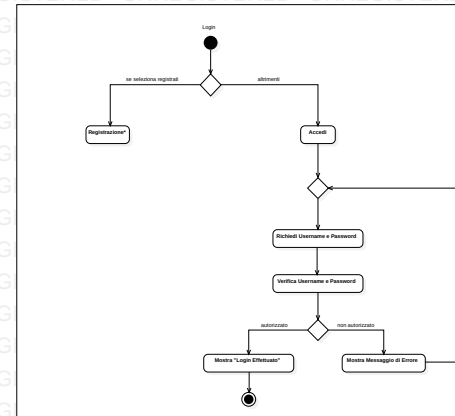 Login
se seleziona registrati
altrimenti
Registrazione*
Accedi
Richiedi Username e Password
Verifica Username e Password
autorizzato
non autorizzato
Mostra "Login Effettuato"
Mostra Messaggio di Errore